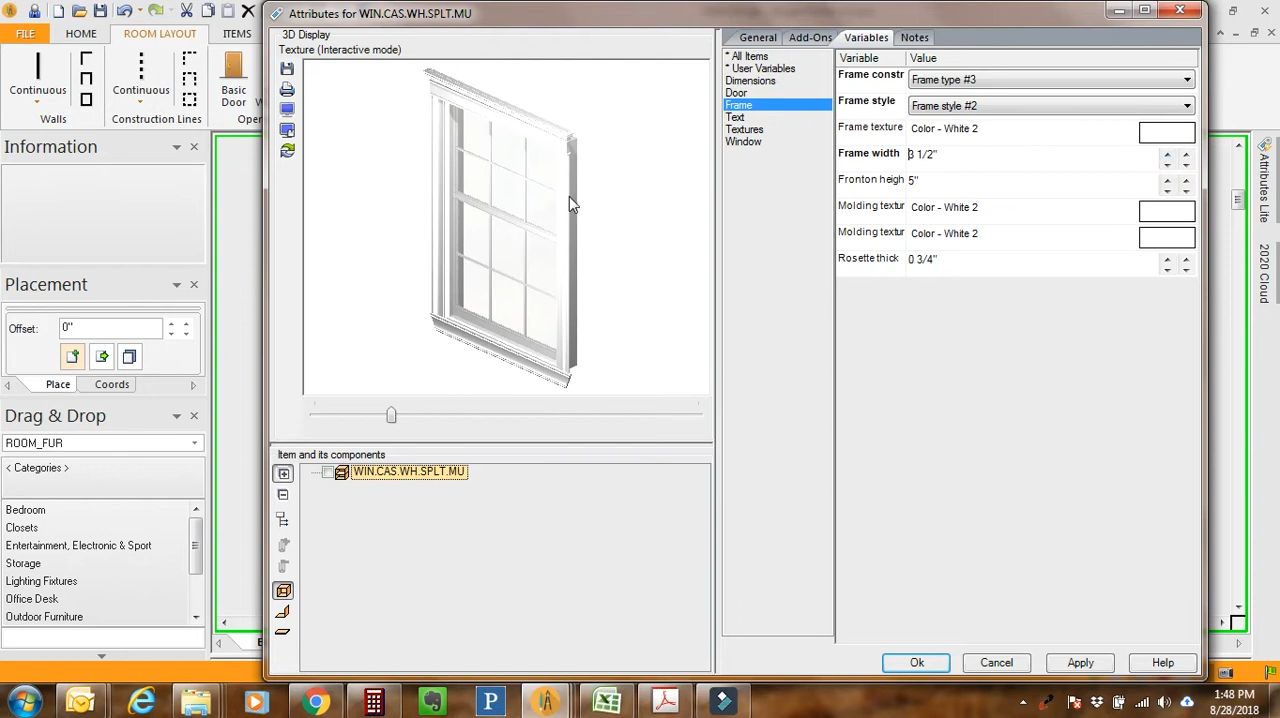 Attributes for WIN.CAS.WH.SPLT.MU
FILE
HOME
ROOM LAYOUT
ITEMS
Continuous
Continuous
Basic
Door
Walls
Construction Lines
Information
Placement
Offset:
0"
Place
Coords
Drag & Drop
ROOM_FUR
< Categories >
Bedroom
Closets
Entertainment, Electronic & Sport
Storage
Lighting Fixtures
Office Desk
Outdoor Furniture
3D Display
Texture (Interactive mode)
Item and its components
WIN.CAS.WH.SPLT.MU
General
Add-Ons
Variables
Notes
* All Items
* User Variables
Dimensions
Door
Frame
Text
Textures
Window
Variable
Value
Frame constr
Frame type #3
Frame style
Frame style #2
Frame texture
Color - White 2
Frame width
3 1/2"
Fronton heigh
5"
Molding textur
Color - White 2
Molding textur
Color - White 2
Rosette thick
0 3/4"
Ok
Cancel
Apply
Help
Attributes Lite
2020 Cloud
1:48 PM
8/28/2018